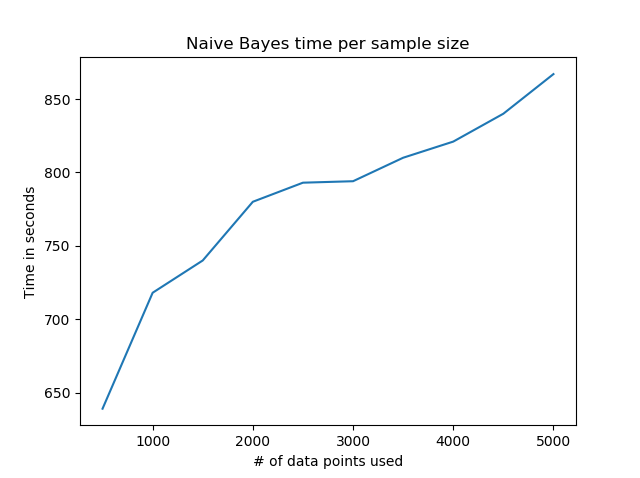 Naive Bayes time per sample size
850
800
750
700
650
Time in seconds
1000 2000 3000 4000 5000
# of data points used